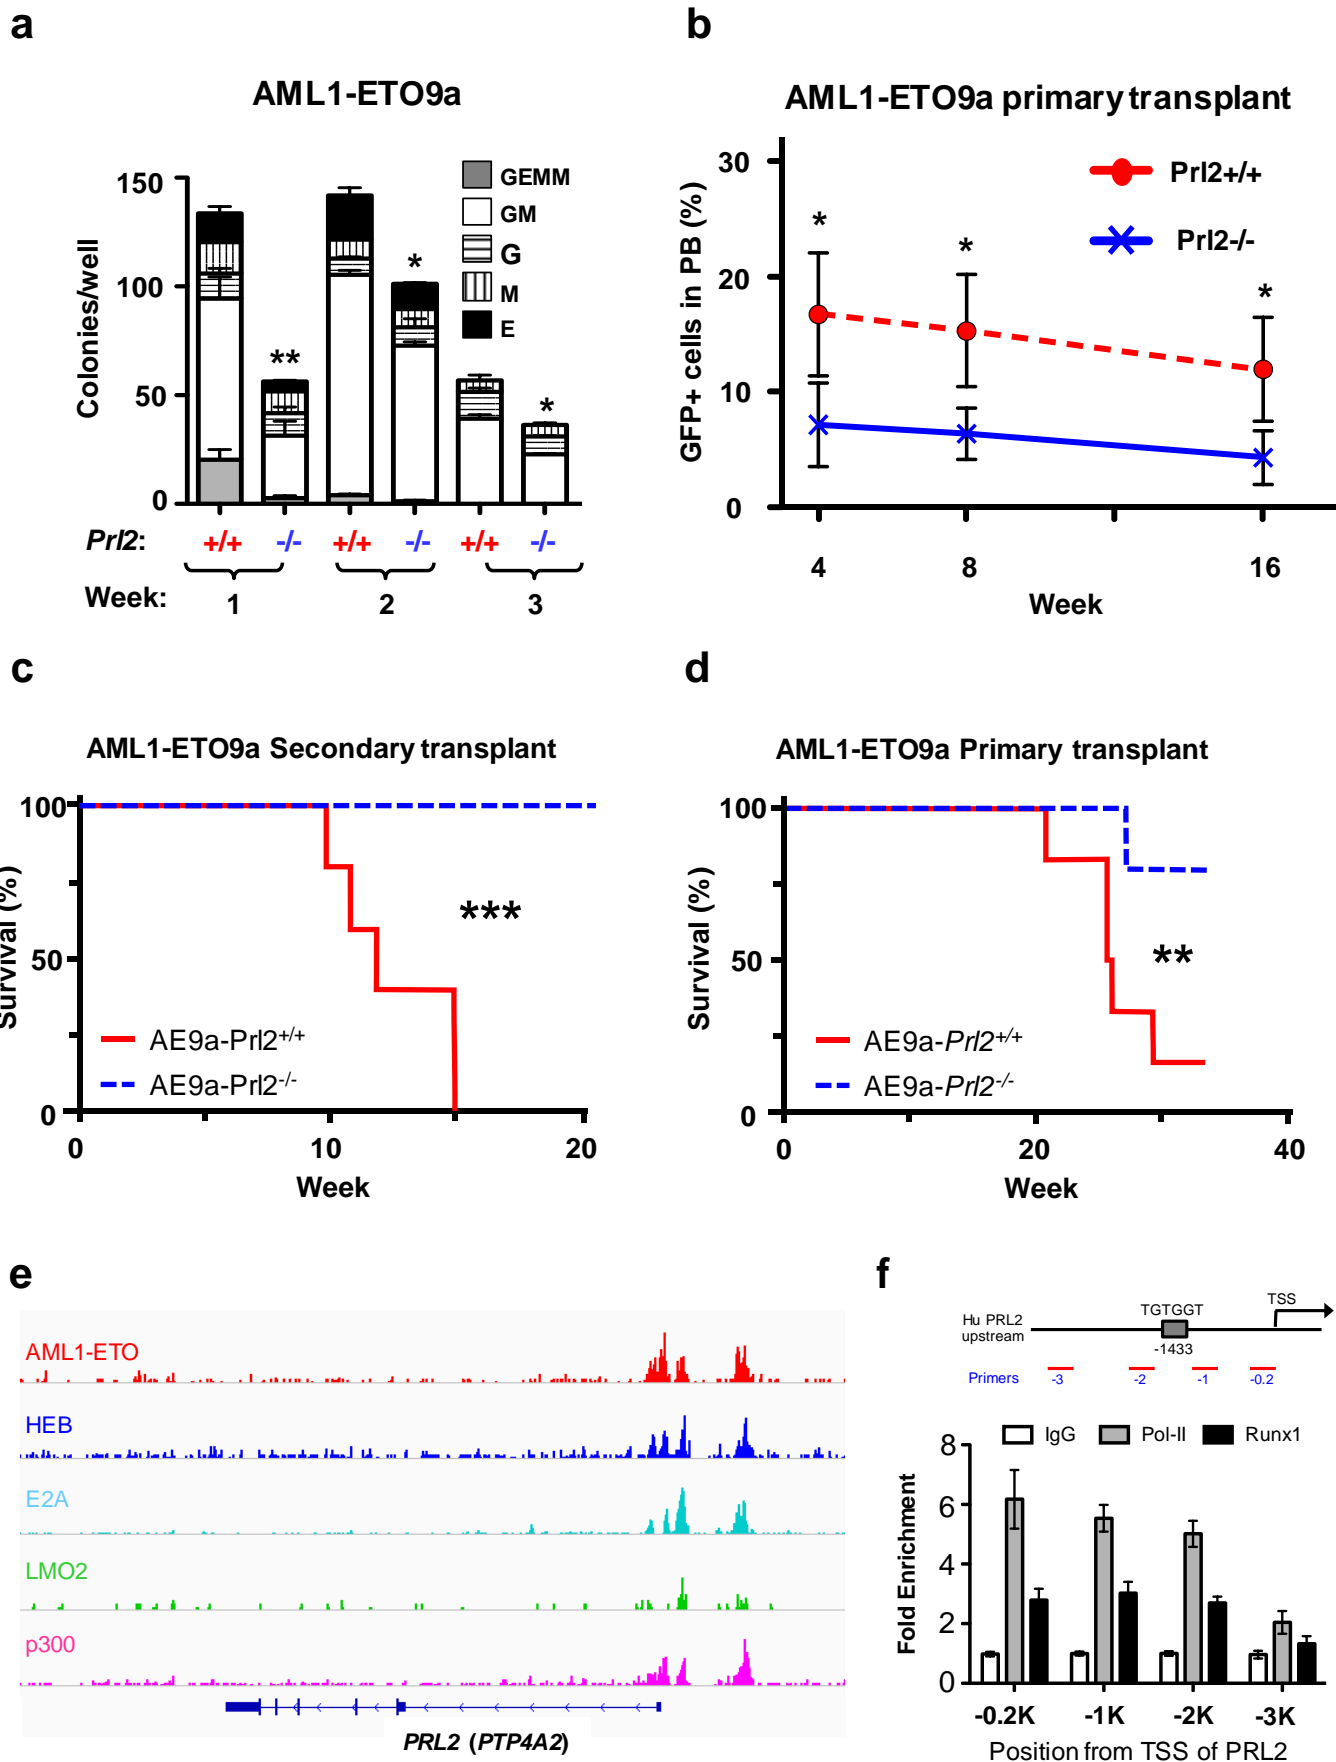 a
AML1-ETO9a
Colonies/well
150
100
50
0
GEMM
GM
G
M
E
**
*
*
Prl2:
+/+
-/-
+/+
-/-
+/+
-/-
Week:
1
2
3
b
AML1-ETO9a primary transplant
GFP+ cells in PB (%)
30
20
10
0
Prl2+/+
Prl2-/-
*
*
*
4
8
16
Week
c
AML1-ETO9a Secondary transplant
Survival (%)
100
50
0
***
AE9a-Prl2+/+
AE9a-Prl2-/-
0
10
20
Week
d
AML1-ETO9a Primary transplant
Survival (%)
100
50
0
**
AE9a-Prl2+/+
AE9a-Prl2-/-
0
20
40
Week
e
AML1-ETO
HEB
E2A
LMO2
p300
PRL2 (PTP4A2)
f
TGTGGT
TSS
Hu PRL2
upstream
-1433
Primers
-3
-2
-1
-0.2
IgG
Pol-II
Runx1
Fold Enrichment
8
6
4
2
0
-0.2K
-1K
-2K
-3K
Position from TSS of PRL2